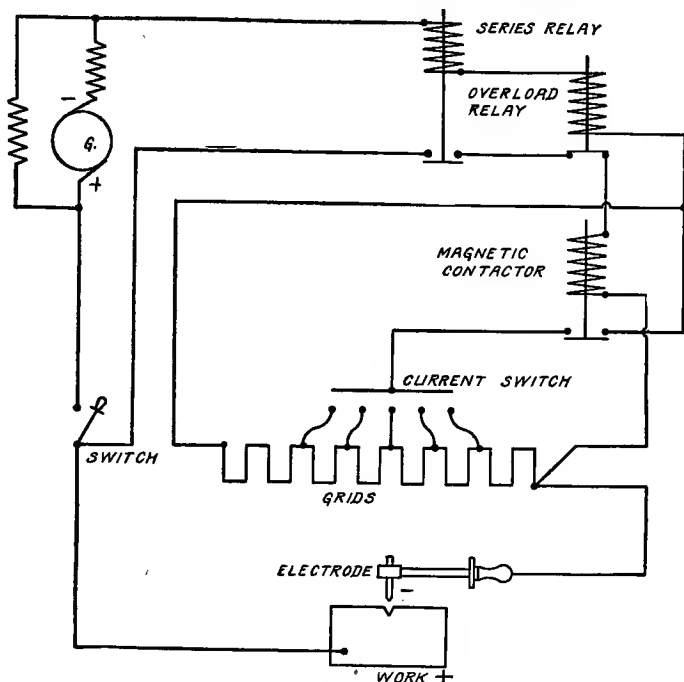 SERIES RELAY
OVERLOAD
RELAY
-
G.
+
MAGNETIC
CONTACTOR
CURRENT SWITCH
SWITCH
GRIDS
ELECTRODE
-
WORK +